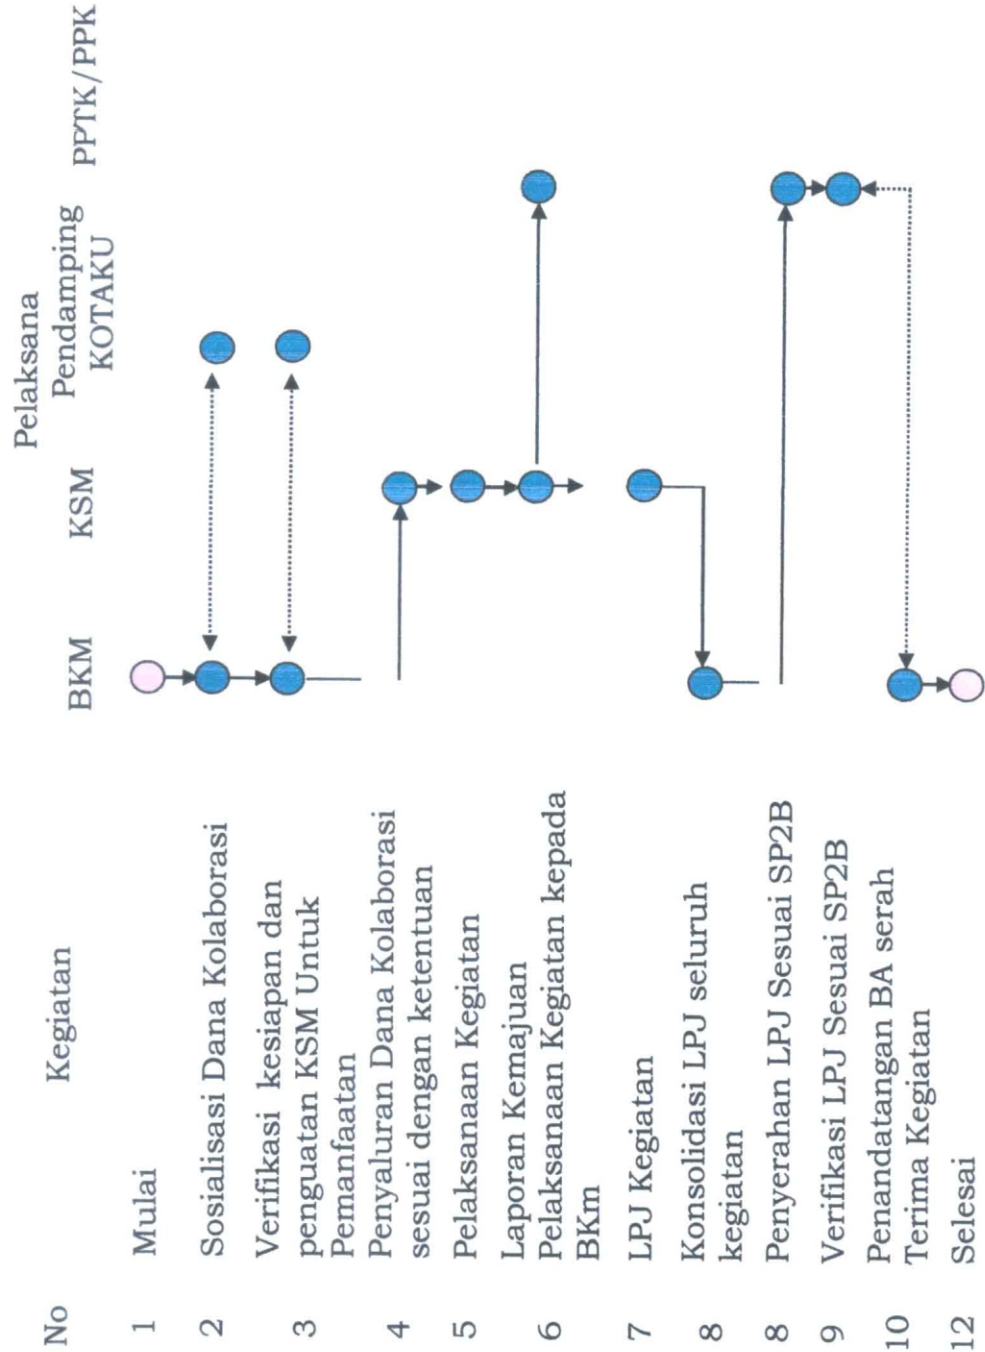 Pelaksana
No Kegiatan BKM KSM Pendamping KOTAKU PPTK/PPK
1 Mulai
2 Sosialisasi Dana Kolaborasi
3 Verifikasi kesiapan dan
penguatan KSM Untuk
Pemanfaatan
4 Penyaluran Dana Kolaborasi
sesuai dengan ketentuan
5 Pelaksanaan Kegiatan
6 Laporan Kemajuan
Pelaksanaan Kegiatan kepada
BKm
7 LPJ Kegiatan
8 Konsolidasi LPJ seluruh
kegiatan
8 Penyerahan LPJ Sesuai SP2B
9 Verifikasi LPJ Sesuai SP2B
10 Penandatangan BA serah
Terima Kegiatan
12 Selesai